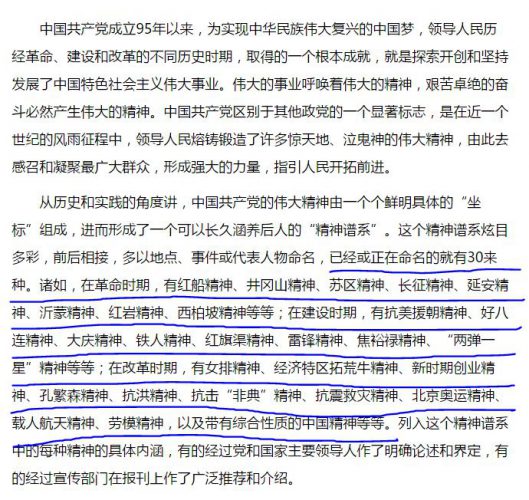 中国共产党成立95年以来，为实现中华民族伟大复兴的中国梦，领导人民历
经革命、建设和改革的不同历史时期，取得的一个根本成就，就是探索开创和坚持
发展了中国特色社会主义伟大事业。伟大的事业呼唤着伟大的精神，艰苦卓绝的奋
斗必然产生伟大的精神。中国共产党区别于其他政党的一个显著标志，是在近一个
世纪的风雨征程中，领导人民熔铸锻造了许多惊天地、泣鬼神的伟大精神，由此去
感召和凝聚最广大群众，形成强大的力量，指引人民开拓前进。
从历史和实践的角度讲，中国共产党的伟大精神由一个个鲜明具体的“坐
标”组成，进而形成了一个可以长久涵养后人的“精神谱系”。这个精神谱系炫目
多彩，前后相接，多以地点、事件或代表人物命名，已经或正在命名的就有30来
种。诸如，在革命时期，有红船精神、井冈山精神、苏区精神、长征精神、延安精
神、沂蒙精神、红岩精神、西柏坡精神等等；在建设时期，有抗美援朝精神、好八
连精神、大庆精神、铁人精神、红旗渠精神、雷锋精神、焦裕禄精神、“两弹一
星”精神等等；在改革时期，有女排精神、经济特区拓荒牛精神、新时期创业精
神、孔繁森精神、抗洪精神、抗击“非典”精神、抗震救灾精神、北京奥运精神、
载人航天精神、劳模精神，以及带有综合性质的中国精神等等。列入这个精神谱系
中的每种精神的具体内涵，有的经过党和国家主要领导人作了明确论述和界定，有
的经过宣传部门在报刊上作了广泛推荐和介绍。